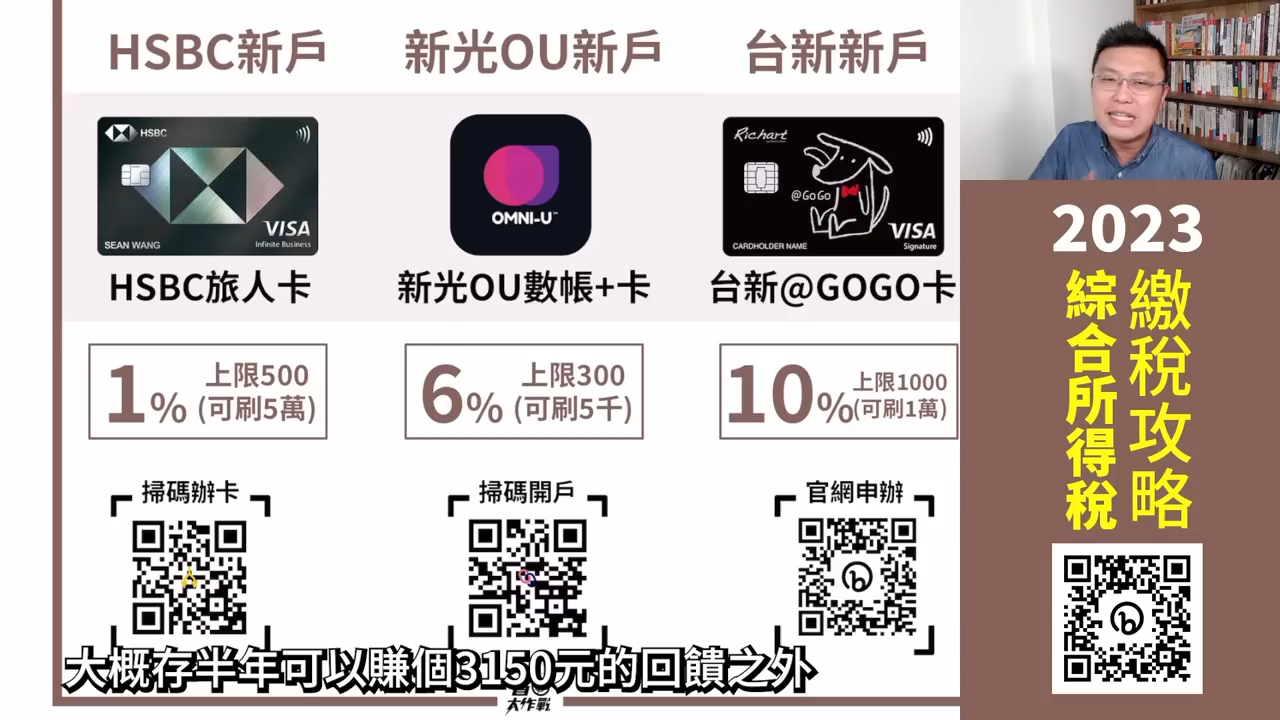 HSBC新戶
新光OU新戶
台新新戶
HSBC
VISA
Infinite Business
SEAN WANG
OMNI-U™
Richart
@GoGo
VISA
Signature
CARDHOLDER NAME
HSBC旅人卡
新光OU數帳+卡
台新@GOGO卡
1%
上限500
(可刷5萬)
6%
上限300
(可刷5千)
10%
上限1000
(可刷1萬)
掃碼辦卡
掃碼開戶
官網申辦
大概存半年可以賺個3150元的回饋之外
大作戰
2023
繳稅攻略
綜合所得稅